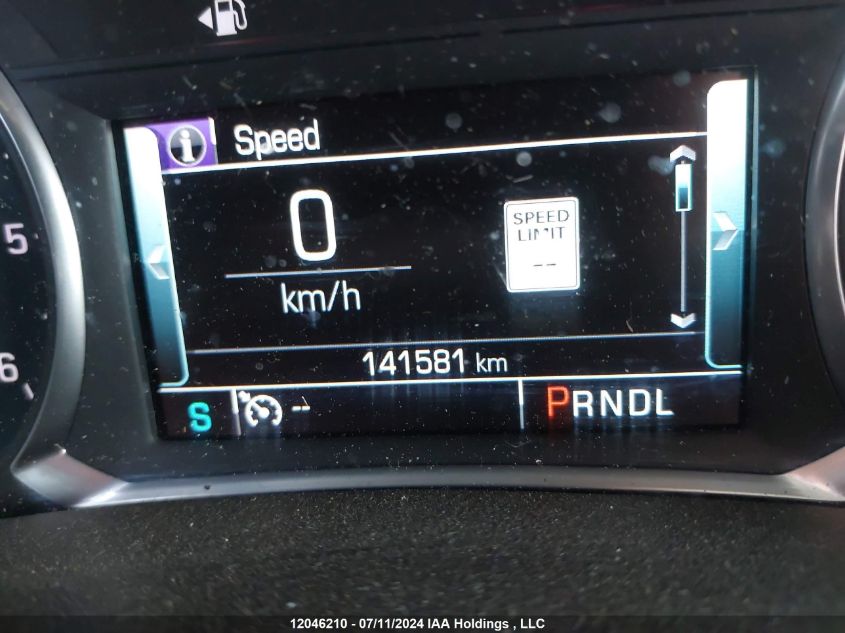 Speed
5
0
SPEED
LIMIT
--
km/h
6
141581 km
S
--
PRNDL
12046210 - 07/11/2024 IAA Holdings , LLC